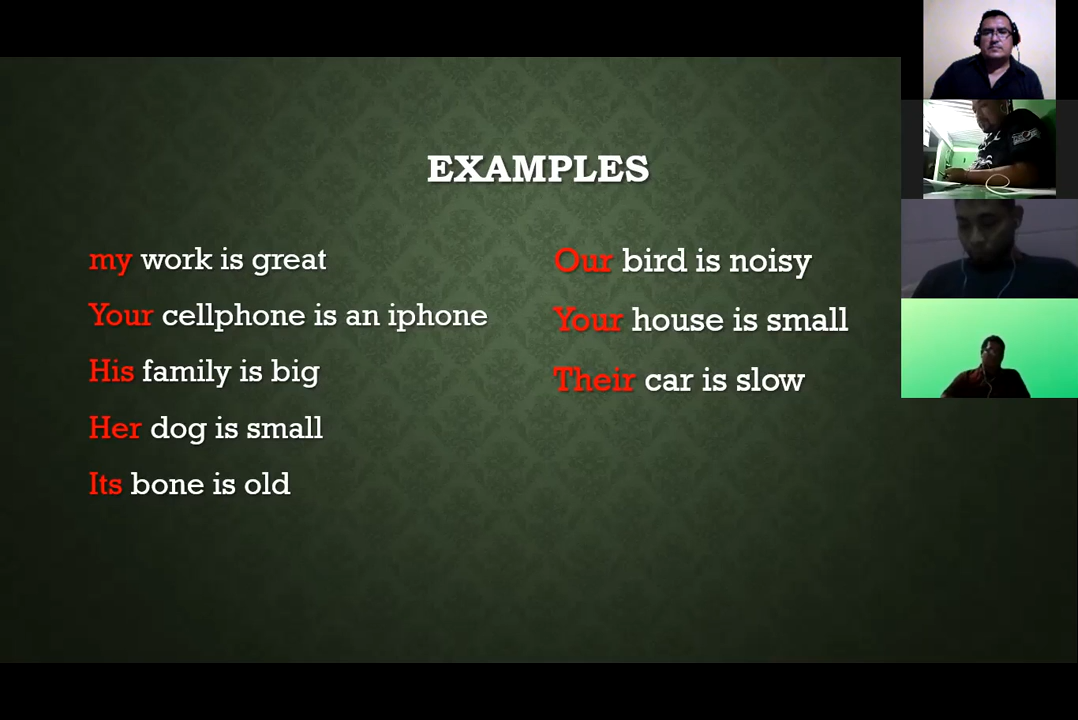 EXAMPLES
my work is great
Your cellphone is an iphone
His family is big
Her dog is small
Its bone is old
Our bird is noisy
Your house is small
Their car is slow